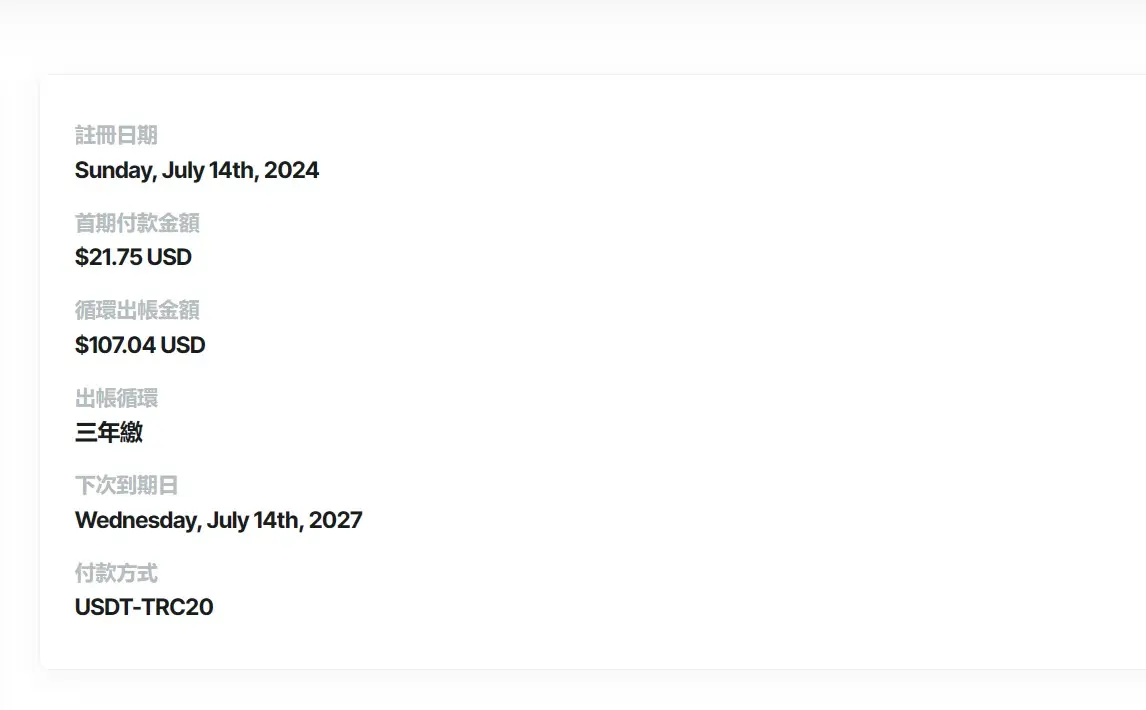 註冊日期
Sunday, July 14th, 2024
首期付款金額
$21.75 USD
循環出帳金額
$107.04 USD
出帳循環
三年繳
下次到期日
Wednesday, July 14th, 2027
付款方式
USDT-TRC20